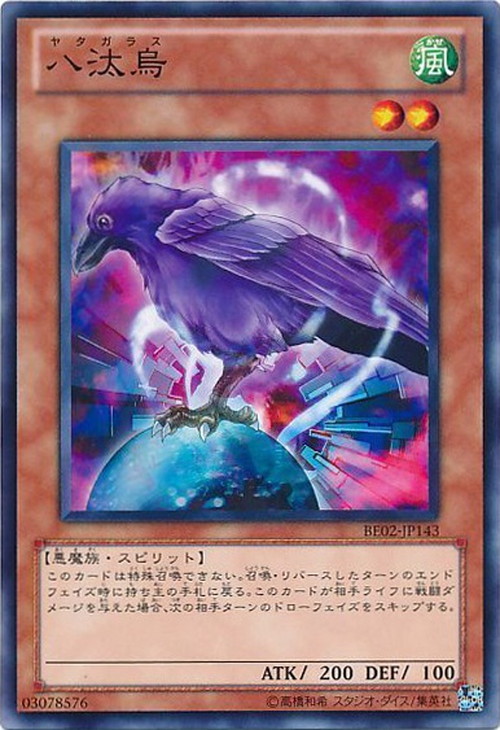 ヤタガラス
八汰烏
かぜ
風
BE02-JP143
【悪魔族・スピリット】
このカードは特殊召喚できない。召喚・リバースしたターンのエンド
フェイズ時に持ち主の手札に戻る。このカードが相手ライフに戦闘ダ
メージを与えた場合、次の相手ターンのドローフェイズをスキップする。
ATK/ 200 DEF/ 100
03078576
©高橋和希 スタジオ・ダイス/集英社